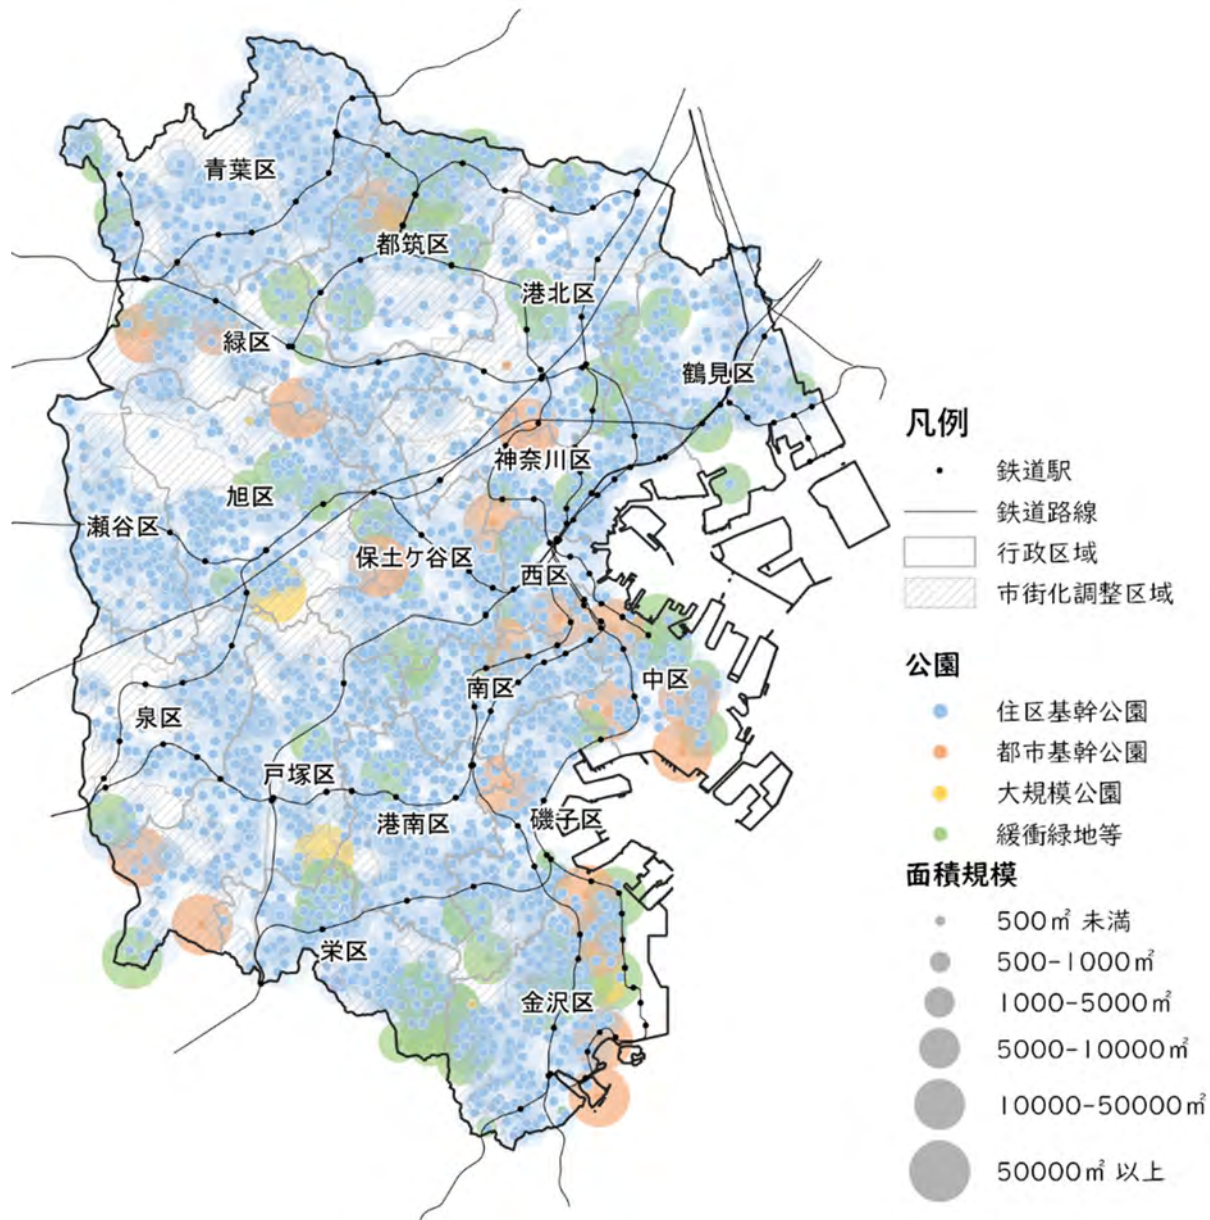 青葉区
都筑区
港北区
緑区
鶴見区
神奈川区
旭区
瀬谷区
保土ケ谷区
西区
中区
南区
泉区
戸塚区
港南区
磯子区
栄区
金沢区
凡例
鉄道駅
鉄道路線
行政区域
市街化調整区域
公園
住区基幹公園
都市基幹公園
大規模公園
緩衝緑地等
面積規模
500㎡ 未満
500-1000㎡
1000-5000㎡
5000-10000㎡
10000-50000㎡
50000㎡ 以上